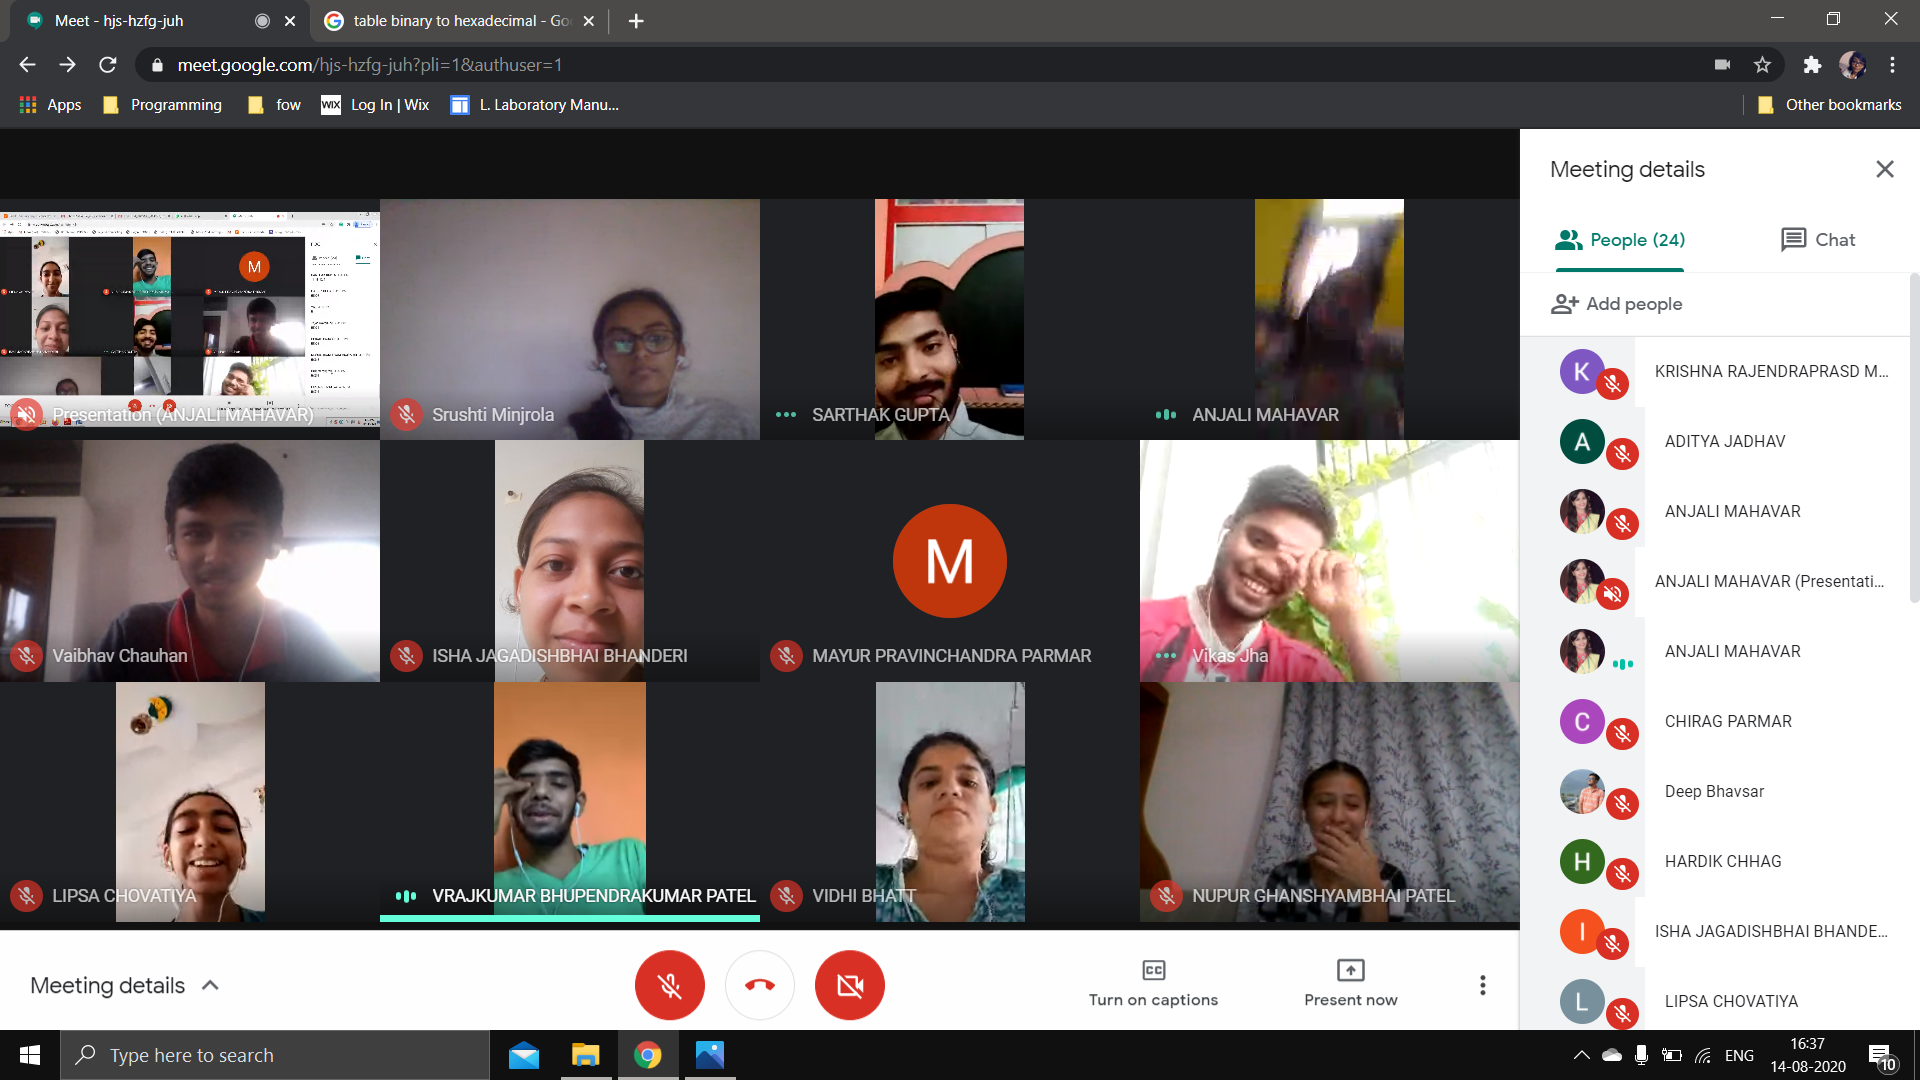 Meet - hjs-hzfg-juh
table binary to hexadecimal - Go
meet.google.com/hjs-hzfg-juh?pli=1&authuser=1
Apps
Programming
fow
WIX
Log In | Wix
L. Laboratory Manu...
Other bookmarks
M
Presentation (ANJALI MAHAVAR)
Srushti Minjrola
SARTHAK GUPTA
ANJALI MAHAVAR
Vaibhav Chauhan
ISHA JAGADISHBHAI BHANDERI
M
MAYUR PRAVINCHANDRA PARMAR
Vikas Jha
LIPSA CHOVATIYA
VRAJKUMAR BHUPENDRAKUMAR PATEL
VIDHI BHATT
NUPUR GHANSHYAMBHAI PATEL
Meeting details
People (24)
Chat
Add people
K
KRISHNA RAJENDRAPRASD M...
A
ADITYA JADHAV
ANJALI MAHAVAR
ANJALI MAHAVAR (Presentati...
ANJALI MAHAVAR
C
CHIRAG PARMAR
Deep Bhavsar
H
HARDIK CHHAG
I
ISHA JAGADISHBHAI BHANDE...
L
LIPSA CHOVATIYA
Meeting details
CC
Turn on captions
Present now
Type here to search
ENG
16:37
14-08-2020
10